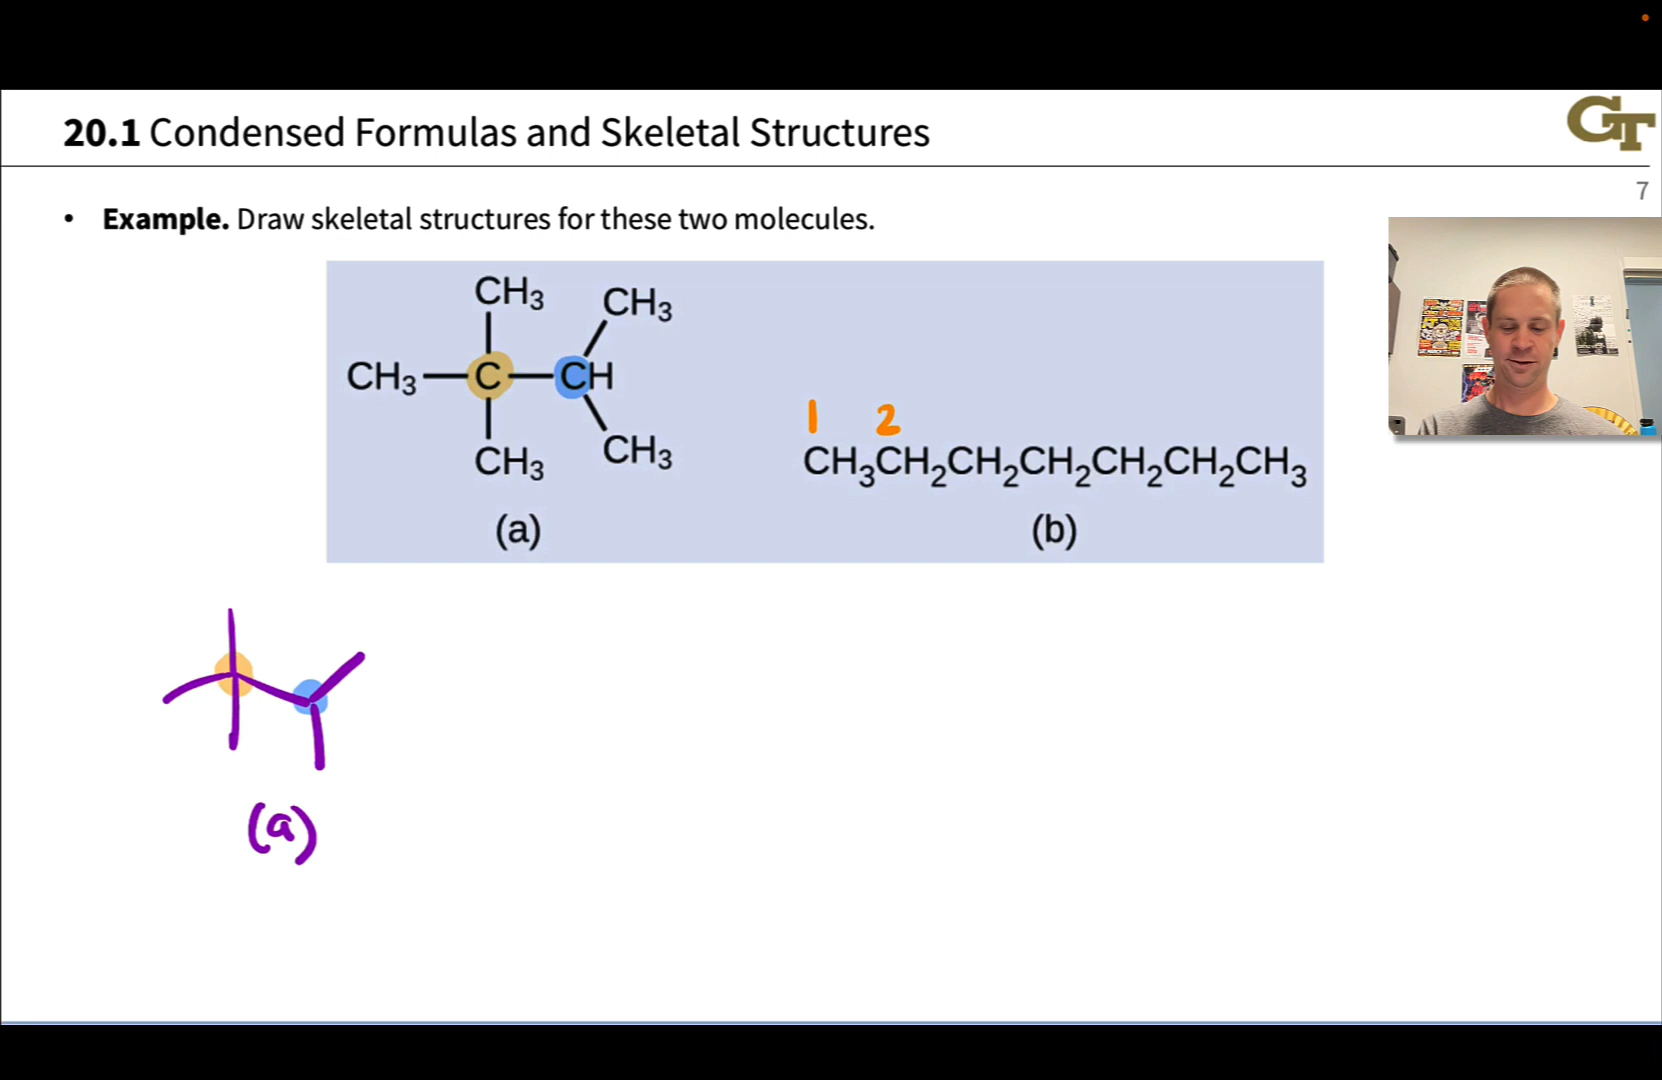 20.1 Condensed Formulas and Skeletal Structures
GT
7
• Example. Draw skeletal structures for these two molecules.
CH₃ CH₃
CH₃—C—CH
CH₃ CH₃
(a)
1 2
CH₃CH₂CH₂CH₂CH₂CH₂CH₃
(b)
(a)